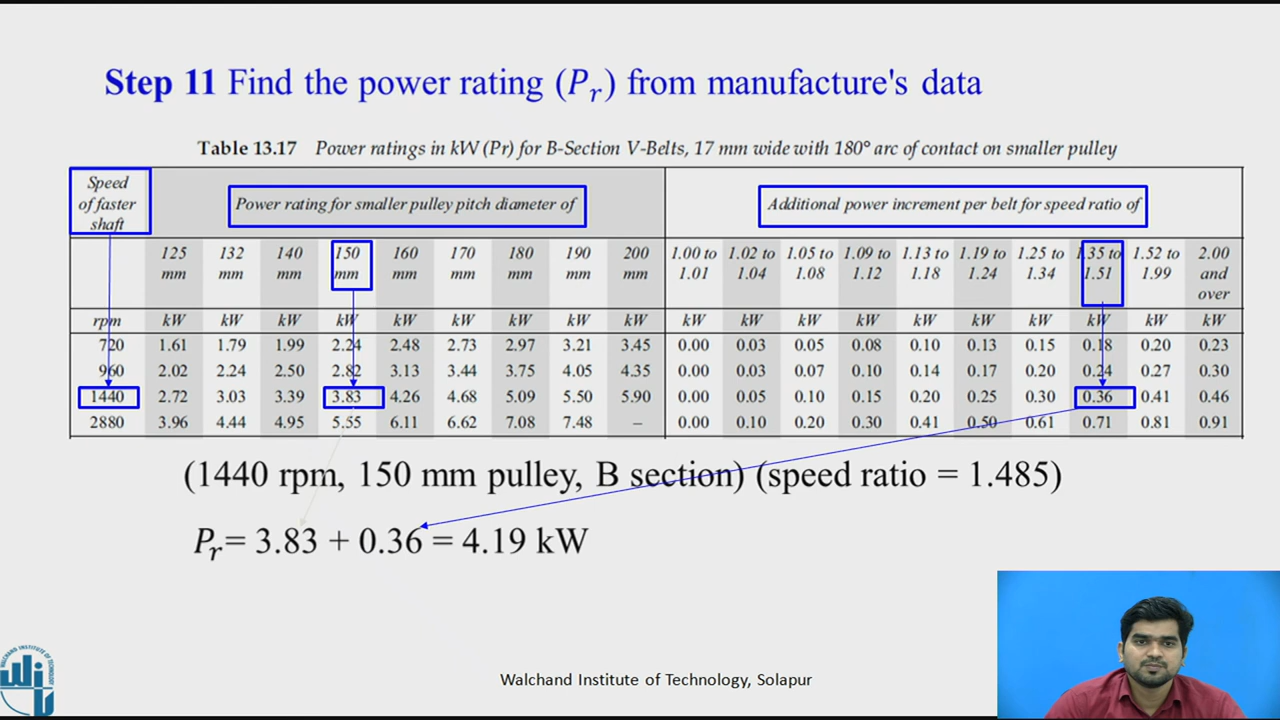 Step 11 Find the power rating (Pr) from manufacture's data
Table 13.17 Power ratings in kW (Pr) for B-Section V-Belts, 17 mm wide with 180° arc of contact on smaller pulley
Speed of faster shaft Power rating for smaller pulley pitch diameter of Additional power increment per belt for speed ratio of
125 mm 132 mm 140 mm 150 mm 160 mm 170 mm 180 mm 190 mm 200 mm 1.00 to 1.01 1.02 to 1.04 1.05 to 1.08 1.09 to 1.12 1.13 to 1.18 1.19 to 1.24 1.25 to 1.34 1.35 to 1.51 1.52 to 1.99 2.00 and over
rpm kW kW kW kW kW kW kW kW kW kW kW kW kW kW kW kW kW kW kW
720 1.61 1.79 1.99 2.24 2.48 2.73 2.97 3.21 3.45 0.00 0.03 0.05 0.08 0.10 0.13 0.15 0.18 0.20 0.23
960 2.02 2.24 2.50 2.82 3.13 3.44 3.75 4.05 4.35 0.00 0.03 0.07 0.10 0.14 0.17 0.20 0.24 0.27 0.30
1440 2.72 3.03 3.39 3.83 4.26 4.68 5.09 5.50 5.90 0.00 0.05 0.10 0.15 0.20 0.25 0.30 0.36 0.41 0.46
2880 3.96 4.44 4.95 5.55 6.11 6.62 7.08 7.48 – 0.00 0.10 0.20 0.30 0.41 0.50 0.61 0.71 0.81 0.91
(1440 rpm, 150 mm pulley, B section) (speed ratio = 1.485)
Pr= 3.83 + 0.36 = 4.19 kW
WALCHAND INSTITUTE OF TECHNOLOGY
Walchand Institute of Technology, Solapur